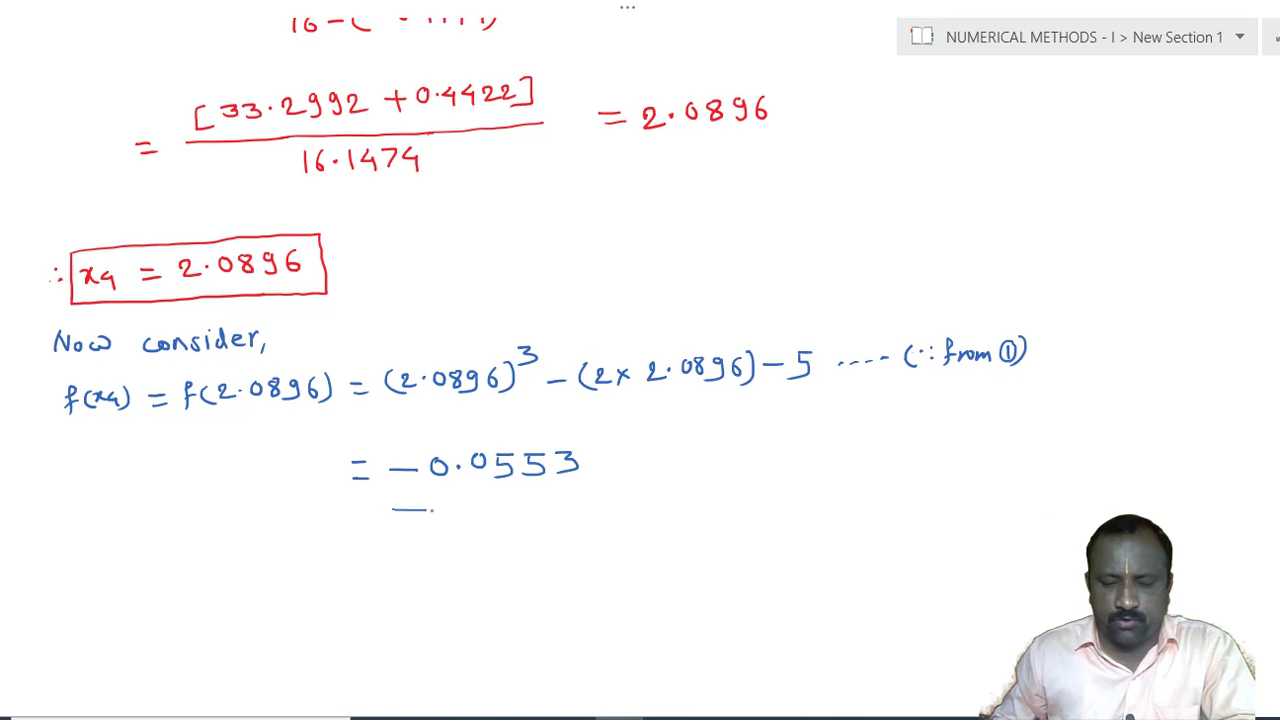 NUMERICAL METHODS - I > New Section 1
= [33.2992 + 0.4422] / 16.1474 = 2.0896
∴ x4 = 2.0896
Now consider,
f(x4) = f(2.0896) = (2.0896)^3 - (2 × 2.0896) - 5 ..... (∵ from ①)
= - 0.0553